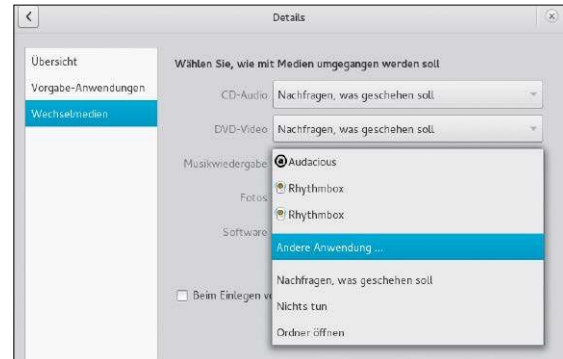 Details
Übersicht
Vorgabe-Anwendungen
Wechselmedien
Wählen Sie, wie mit Medien umgegangen werden soll
CD-Audio Nachfragen, was geschehen soll
DVD-Video Nachfragen, was geschehen soll
Musikwiedergabe Audacious
Rhythmbox
Fotos
Rhythmbox
Software
Andere Anwendung ...
Nachfragen, was geschehen soll
Beim Einlegen
Nichts tun
Ordner öffnen